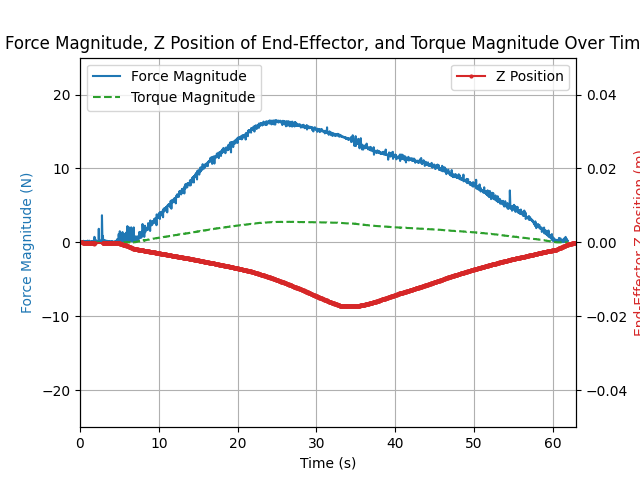 Force Magnitude, Z Position of End-Effector, and Torque Magnitude Over Tim
Force Magnitude
Torque Magnitude
Z Position
20
10
0
−10
−20
0.04
0.02
0.00
−0.02
−0.04
Force Magnitude (N)
End-Effector Z Position (m)
0 10 20 30 40 50 60
Time (s)